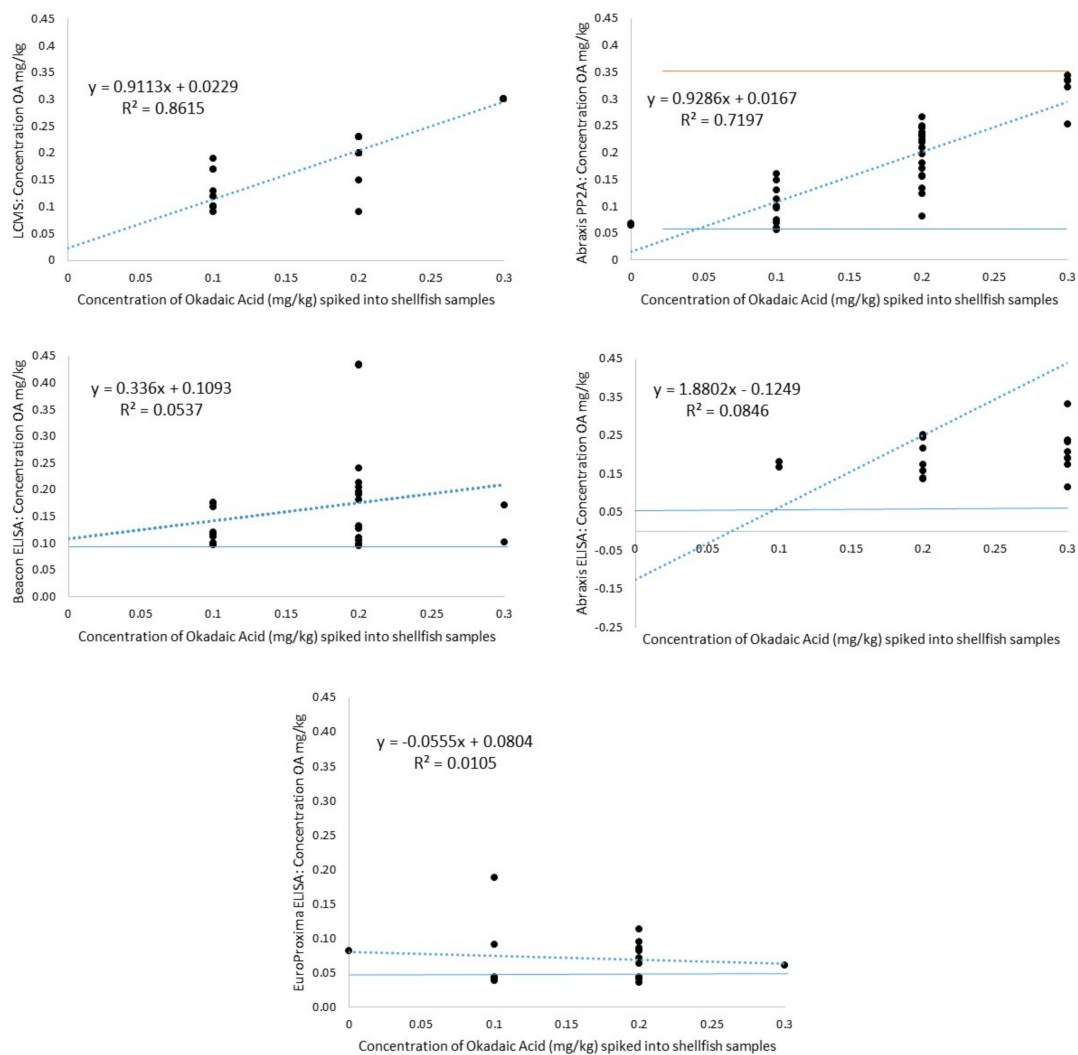 LCMS: Concentration OA mg/kg
0.45
0.4
0.35
0.3
0.25
0.2
0.15
0.1
0.05
0
y = 0.9113x + 0.0229
R² = 0.8615
0 0.05 0.1 0.15 0.2 0.25 0.3
Concentration of Okadaic Acid (mg/kg) spiked into shellfish samples
Abraxis PP2A: Concentration OA mg/kg
0.45
0.4
0.35
0.3
0.25
0.2
0.15
0.1
0.05
0
y = 0.9286x + 0.0167
R² = 0.7197
0 0.05 0.1 0.15 0.2 0.25 0.3
Concentration of Okadaic Acid (mg/kg) spiked into shellfish samples
Beacon ELISA: Concentration OA mg/kg
0.45
0.40
0.35
0.30
0.25
0.20
0.15
0.10
0.05
0.00
y = 0.336x + 0.1093
R² = 0.0537
0 0.05 0.1 0.15 0.2 0.25 0.3
Concentration of Okadaic Acid (mg/kg) spiked into shellfish samples
Abraxis ELISA: Concentration OA mg/kg
0.45
0.35
0.25
0.15
0.05
-0.05
-0.15
-0.25
y = 1.8802x - 0.1249
R² = 0.0846
0 0.05 0.1 0.15 0.2 0.25 0.3
Concentration of Okadaic Acid (mg/kg) spiked into shellfish samples
EuroProxima ELISA: Concentration OA mg/kg
0.45
0.40
0.35
0.30
0.25
0.20
0.15
0.10
0.05
0.00
y = -0.0555x + 0.0804
R² = 0.0105
0 0.05 0.1 0.15 0.2 0.25 0.3
Concentration of Okadaic Acid (mg/kg) spiked into shellfish samples